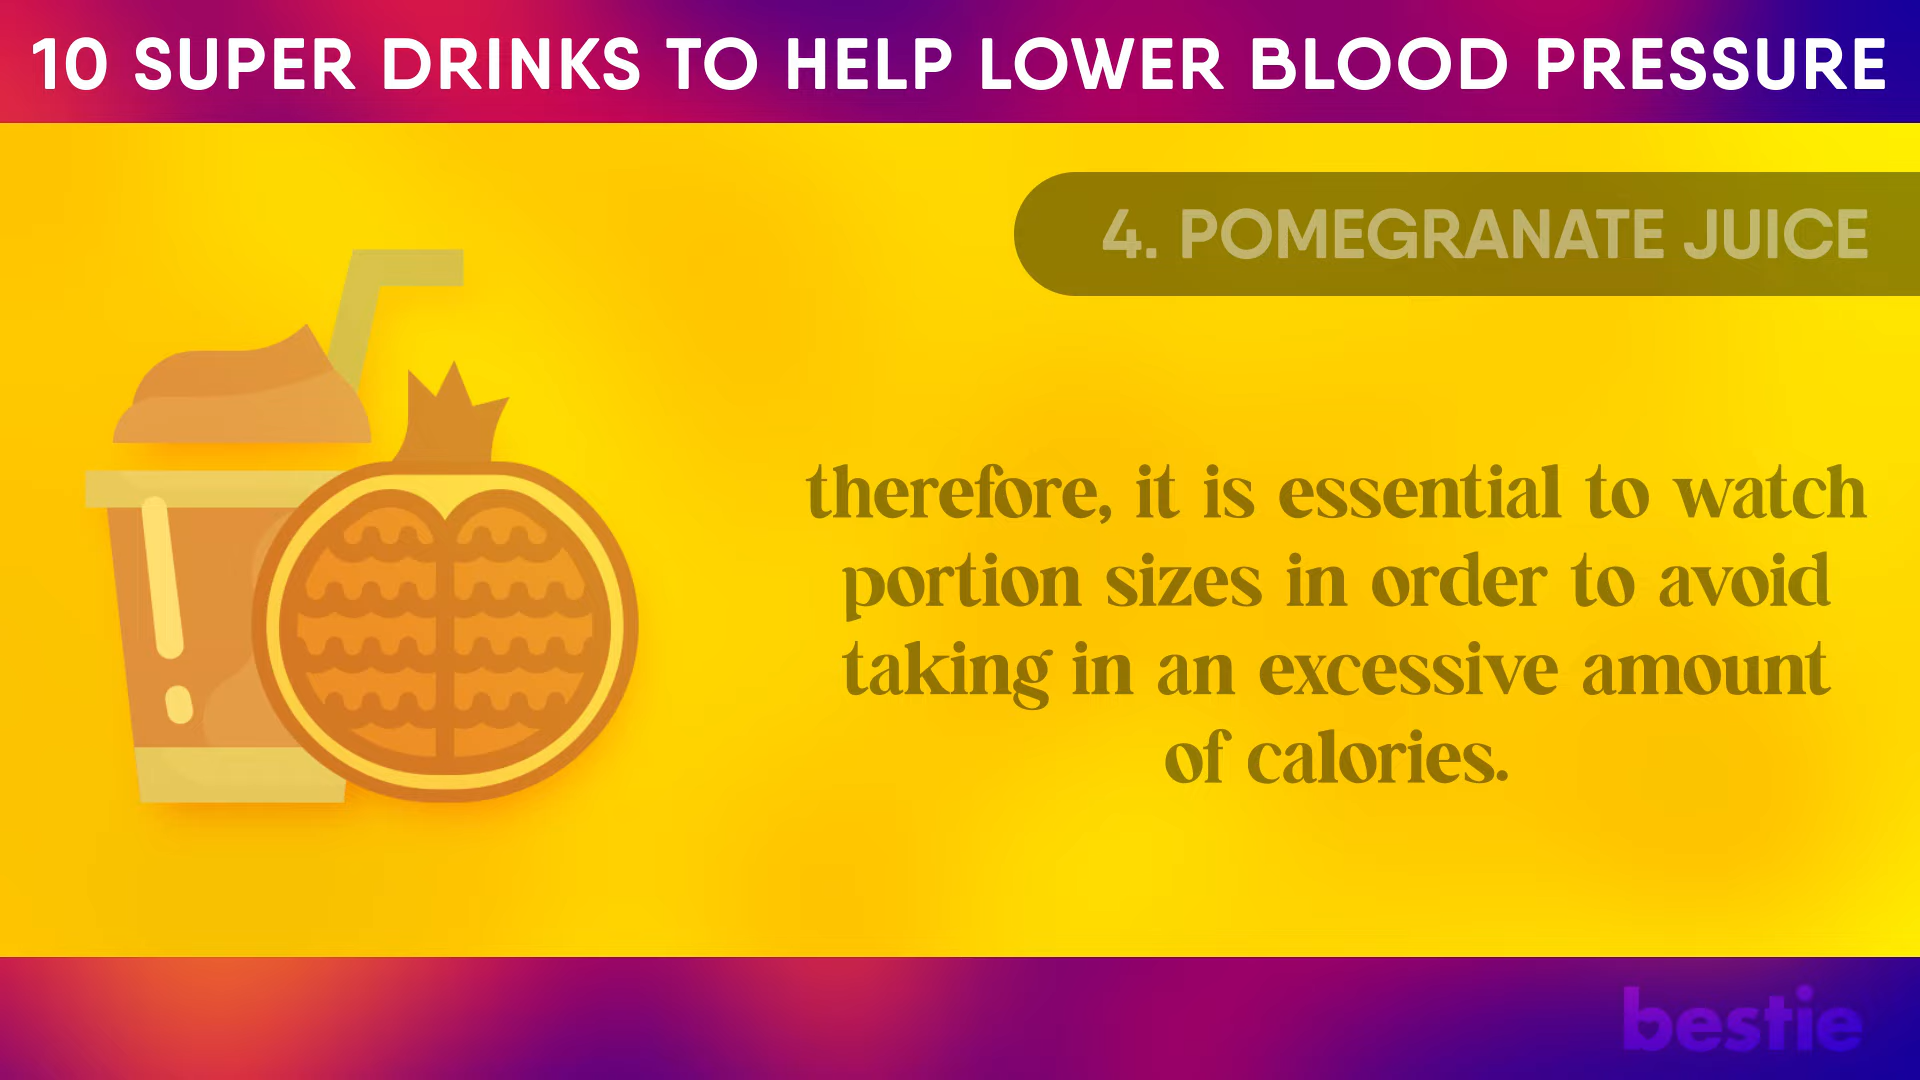 10 SUPER DRINKS TO HELP LOWER BLOOD PRESSURE
4. POMEGRANATE JUICE
therefore, it is essential to watch
portion sizes in order to avoid
taking in an excessive amount
of calories.
bestie